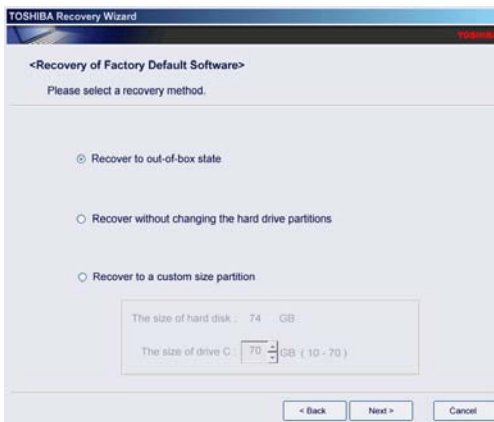 TOSHIBA Recovery Wizard
TOSHIBA
<Recovery of Factory Default Software>
Please select a recovery method.
Recover to out-of-box state
Recover without changing the hard drive partitions
Recover to a custom size partition
The size of hard disk : 74 GB
The size of drive C : 70 GB ( 10 - 70 )
< Back Next > Cancel